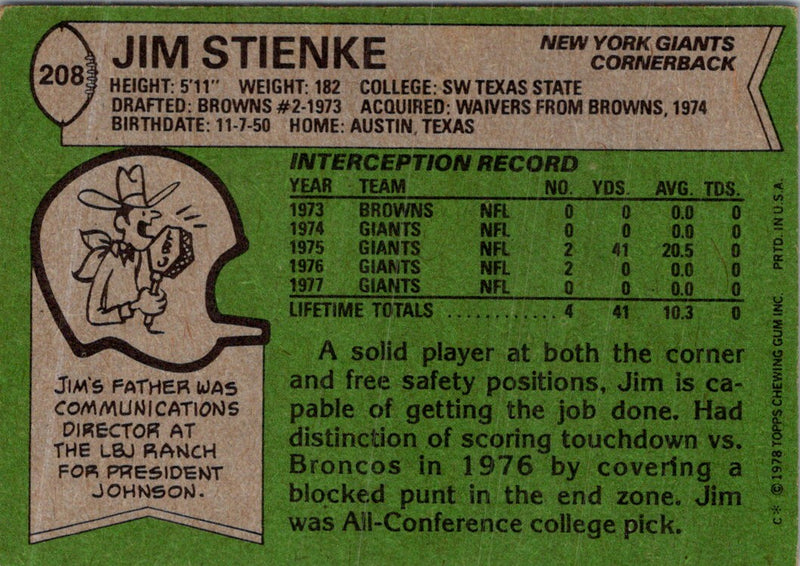 208
JIM STIENKE
NEW YORK GIANTS
CORNERBACK
HEIGHT: 5'11" WEIGHT: 182 COLLEGE: SW TEXAS STATE
DRAFTED: BROWNS #2-1973 ACQUIRED: WAIVERS FROM BROWNS, 1974
BIRTHDATE: 11-7-50 HOME: AUSTIN, TEXAS
INTERCEPTION RECORD
YEAR TEAM NO. YDS. AVG. TDS.
1973 BROWNS NFL 0 0 0.0 0
1974 GIANTS NFL 0 0 0.0 0
1975 GIANTS NFL 2 41 20.5 0
1976 GIANTS NFL 2 0 0.0 0
1977 GIANTS NFL 0 0 0.0 0
LIFETIME TOTALS ............ 4 41 10.3 0
LBJ
JIM'S FATHER WAS
COMMUNICATIONS
DIRECTOR AT
THE LBJ RANCH
FOR PRESIDENT
JOHNSON.
A solid player at both the corner
and free safety positions, Jim is ca-
pable of getting the job done. Had
distinction of scoring touchdown vs.
Broncos in 1976 by covering a
blocked punt in the end zone. Jim
was All-Conference college pick.
C* © 1978 TOPPS CHEWING GUM INC. PRTD. IN U.S.A.